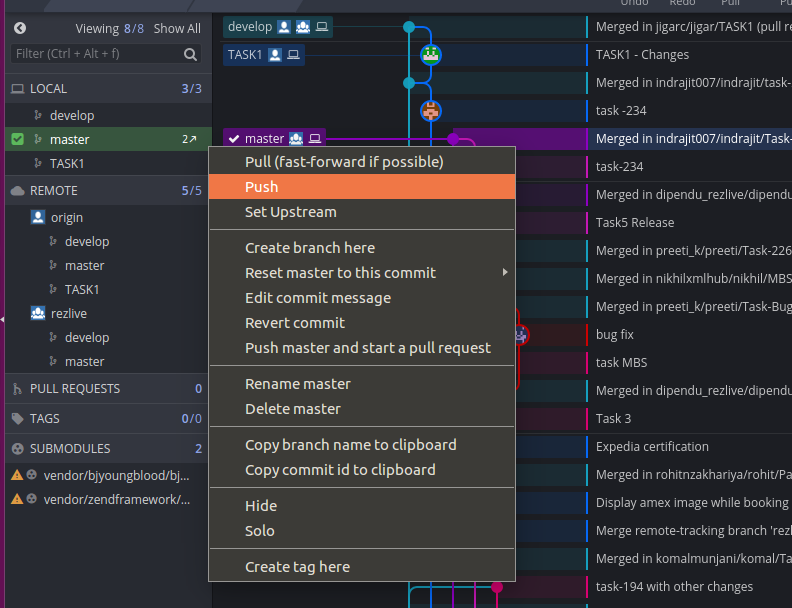 Undo Redo Pull Pu
Viewing 8/8 Show All
Filter (Ctrl + Alt + f)
LOCAL 3/3
develop
master 2↗
TASK1
REMOTE 5/5
origin
develop
master
TASK1
rezlive
develop
master
PULL REQUESTS 0
TAGS 0/0
SUBMODULES 2
vendor/bjyoungblood/bj...
vendor/zendframework/...
develop
TASK1
master
Pull (fast-forward if possible)
Push
Set Upstream
Create branch here
Reset master to this commit
Edit commit message
Revert commit
Push master and start a pull request
Rename master
Delete master
Copy branch name to clipboard
Copy commit id to clipboard
Hide
Solo
Create tag here
Merged in jigarc/jigar/TASK1 (pull re
TASK1 - Changes
Merged in indrajit007/indrajit/task-
task -234
Merged in indrajit007/indrajit/Task-
task-234
Merged in dipendu_rezlive/dipendu
Task5 Release
Merged in preeti_k/preeti/Task-226
Merged in nikhilxmlhub/nikhil/MBS
Merged in preeti_k/preeti/Task-Bug
bug fix
task MBS
Merged in dipendu_rezlive/dipendu
Task 3
Expedia certification
Merged in rohitnzakhariya/rohit/Pa
Display amex image while booking
Merge remote-tracking branch 'rezl
Merged in komalmunjani/komal/Ta
task-194 with other changes